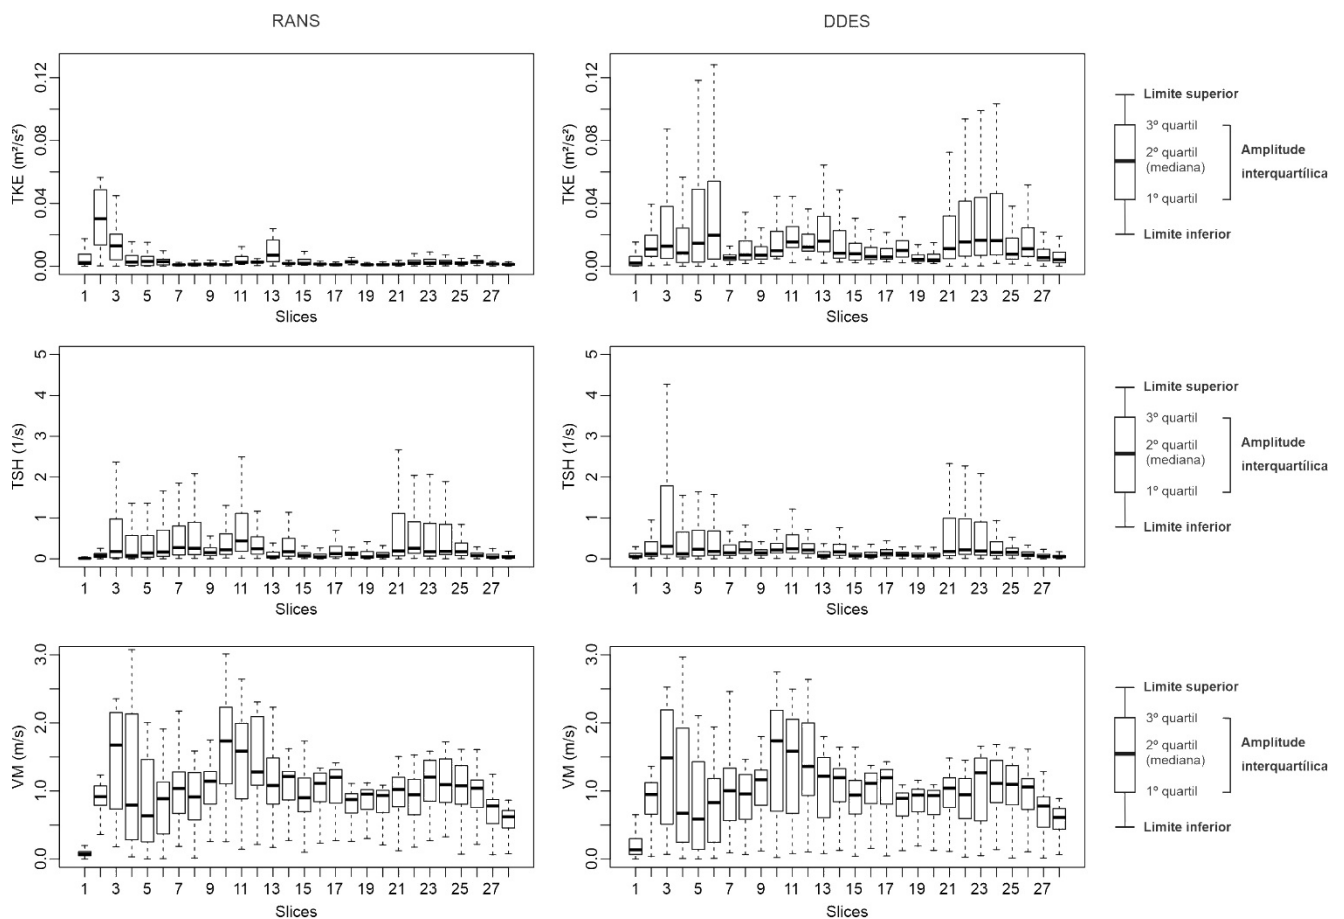 RANS
DDES
TKE (m²/s²)
0.12
0.08
0.04
0.00
1 3 5 7 9 11 13 15 17 19 21 23 25 27
Slices
TKE (m²/s²)
0.12
0.08
0.04
0.00
1 3 5 7 9 11 13 15 17 19 21 23 25 27
Slices
Limite superior
3º quartil
2º quartil
(mediana)
1º quartil
Limite inferior
Amplitude
interquartílica
TSH (1/s)
5
4
3
2
1
0
1 3 5 7 9 11 13 15 17 19 21 23 25 27
Slices
TSH (1/s)
5
4
3
2
1
0
1 3 5 7 9 11 13 15 17 19 21 23 25 27
Slices
Limite superior
3º quartil
2º quartil
(mediana)
1º quartil
Limite inferior
Amplitude
interquartílica
VM (m/s)
3.0
2.0
1.0
0.0
1 3 5 7 9 11 13 15 17 19 21 23 25 27
Slices
VM (m/s)
3.0
2.0
1.0
0.0
1 3 5 7 9 11 13 15 17 19 21 23 25 27
Slices
Limite superior
3º quartil
2º quartil
(mediana)
1º quartil
Limite inferior
Amplitude
interquartílica